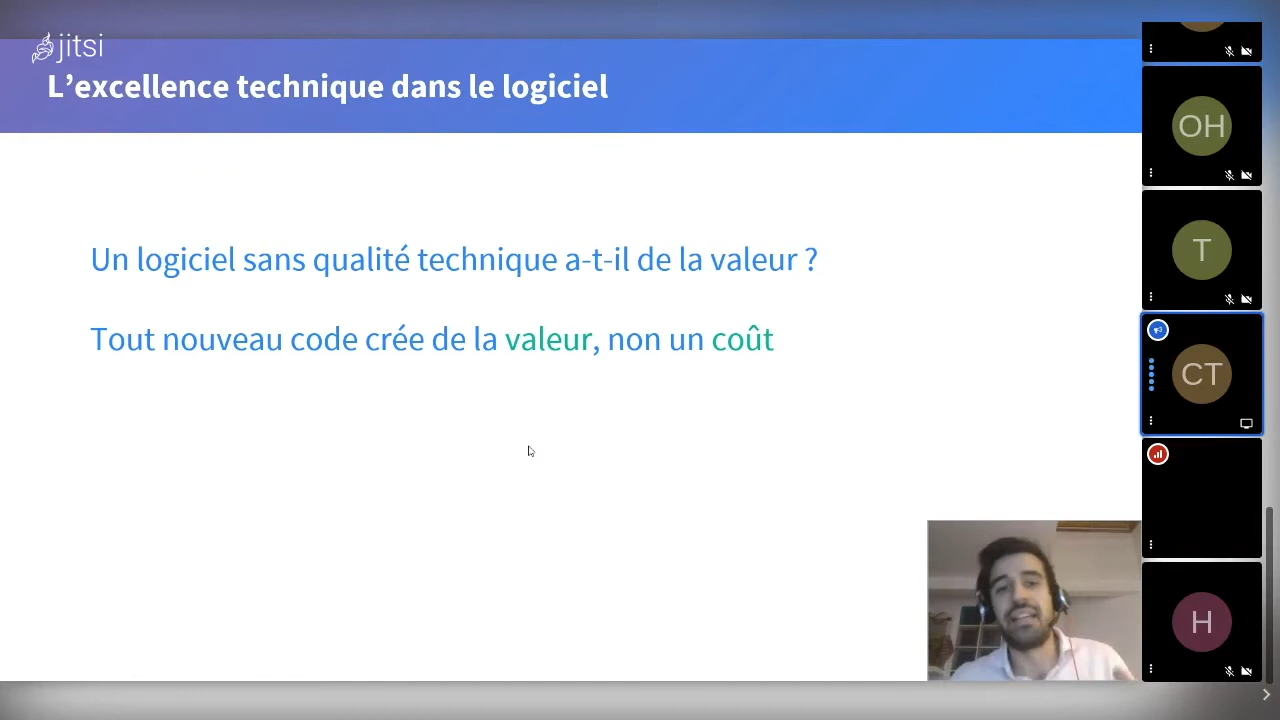 jitsi
L'excellence technique dans le logiciel
Un logiciel sans qualité technique a-t-il de la valeur ?
Tout nouveau code crée de la valeur, non un coût
OH
T
CT
H